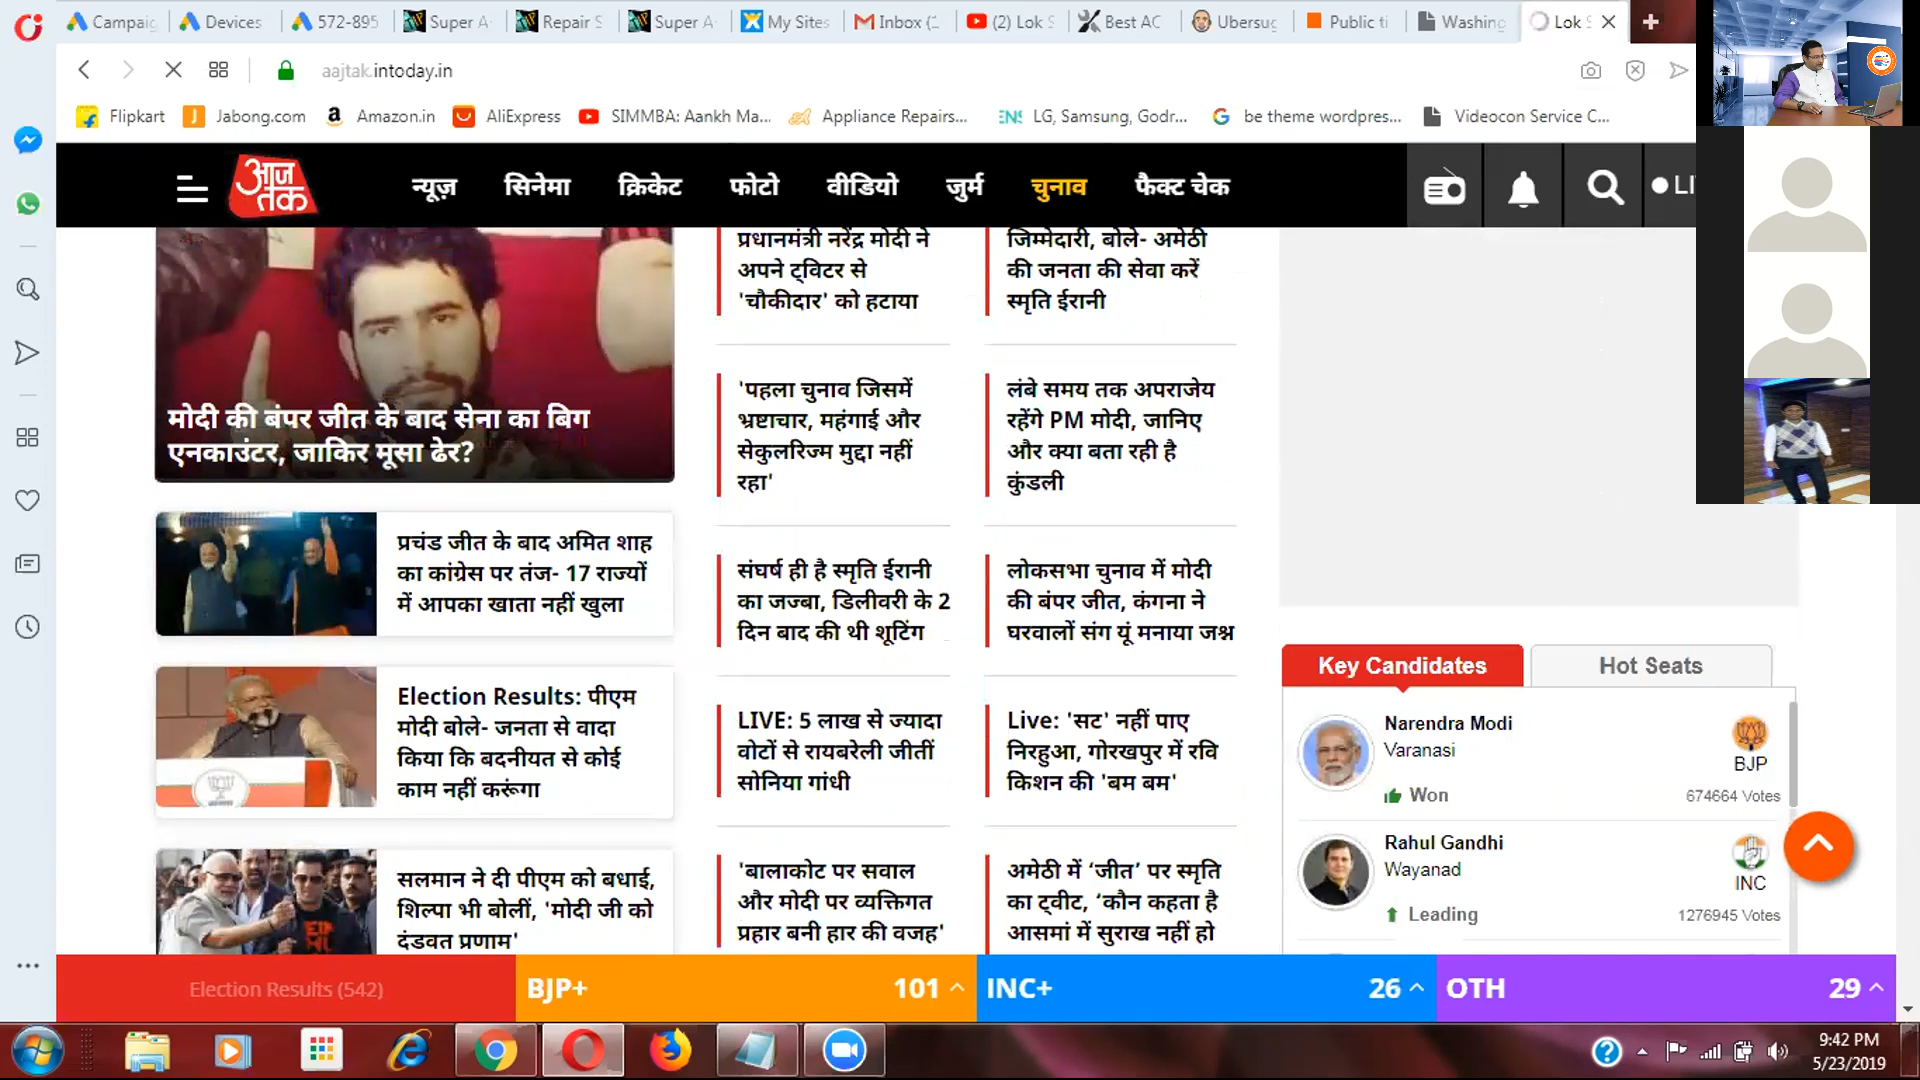 Campai
Devices
572-895
Super A
Repair S
Super A
My Sites
Inbox (1
(2) Lok S
Best AC
Ubersug
Public ti
Washing
Lok S
aajtak.intoday.in
Flipkart
Jabong.com
Amazon.in
AliExpress
SIMMBA: Aankh Ma...
Appliance Repairs...
LG, Samsung, Godr...
be theme wordpres...
Videocon Service C...
आज
तक
न्यूज़
सिनेमा
क्रिकेट
फोटो
वीडियो
जुर्म
चुनाव
फैक्ट चेक
LI
मोदी की बंपर जीत के बाद सेना का बिग
एनकाउंटर, जाकिर मूसा ढेर?
प्रचंड जीत के बाद अमित शाह
का कांग्रेस पर तंज- 17 राज्यों
में आपका खाता नहीं खुला
Election Results: पीएम
मोदी बोले- जनता से वादा
किया कि बदनीयत से कोई
काम नहीं करूंगा
सलमान ने दी पीएम को बधाई,
शिल्पा भी बोलीं, 'मोदी जी को
दंडवत प्रणाम'
प्रधानमंत्री नरेंद्र मोदी ने
अपने ट्विटर से
'चौकीदार' को हटाया
'पहला चुनाव जिसमें
भ्रष्टाचार, महंगाई और
सेकुलरिज्म मुद्दा नहीं
रहा'
संघर्ष ही है स्मृति ईरानी
का जज्बा, डिलीवरी के 2
दिन बाद की थी शूटिंग
LIVE: 5 लाख से ज्यादा
वोटों से रायबरेली जीतीं
सोनिया गांधी
'बालाकोट पर सवाल
और मोदी पर व्यक्तिगत
प्रहार बनी हार की वजह'
जिम्मेदारी, बोले- अमेठी
की जनता की सेवा करें
स्मृति ईरानी
लंबे समय तक अपराजेय
रहेंगे PM मोदी, जानिए
और क्या बता रही है
कुंडली
लोकसभा चुनाव में मोदी
की बंपर जीत, कंगना ने
घरवालों संग यूं मनाया जश्न
Live: 'सट' नहीं पाए
निरहुआ, गोरखपुर में रवि
किशन की 'बम बम'
अमेठी में ‘जीत’ पर स्मृति
का ट्वीट, ‘कौन कहता है
आसमां में सुराख नहीं हो
Key Candidates
Hot Seats
Narendra Modi
Varanasi
BJP
Won
674664 Votes
Rahul Gandhi
Wayanad
INC
Leading
1276945 Votes
Election Results (542)
BJP+
101
INC+
26
OTH
29
9:42 PM
5/23/2019